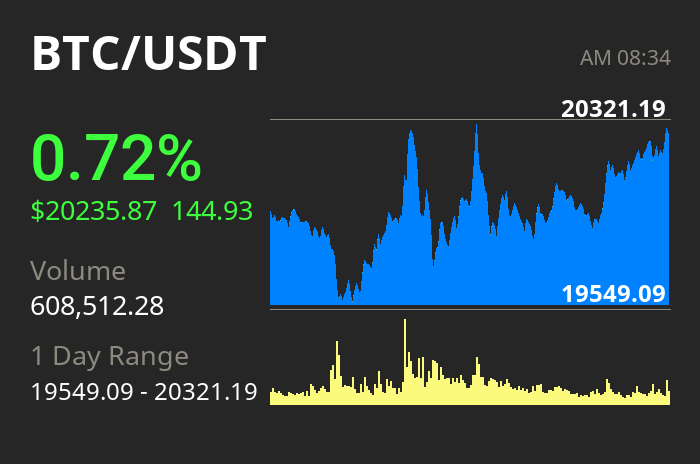 BTC/USDT
AM 08:34
20321.19
0.72%
$20235.87 144.93
Volume
608,512.28
19549.09
1 Day Range
19549.09 - 20321.19